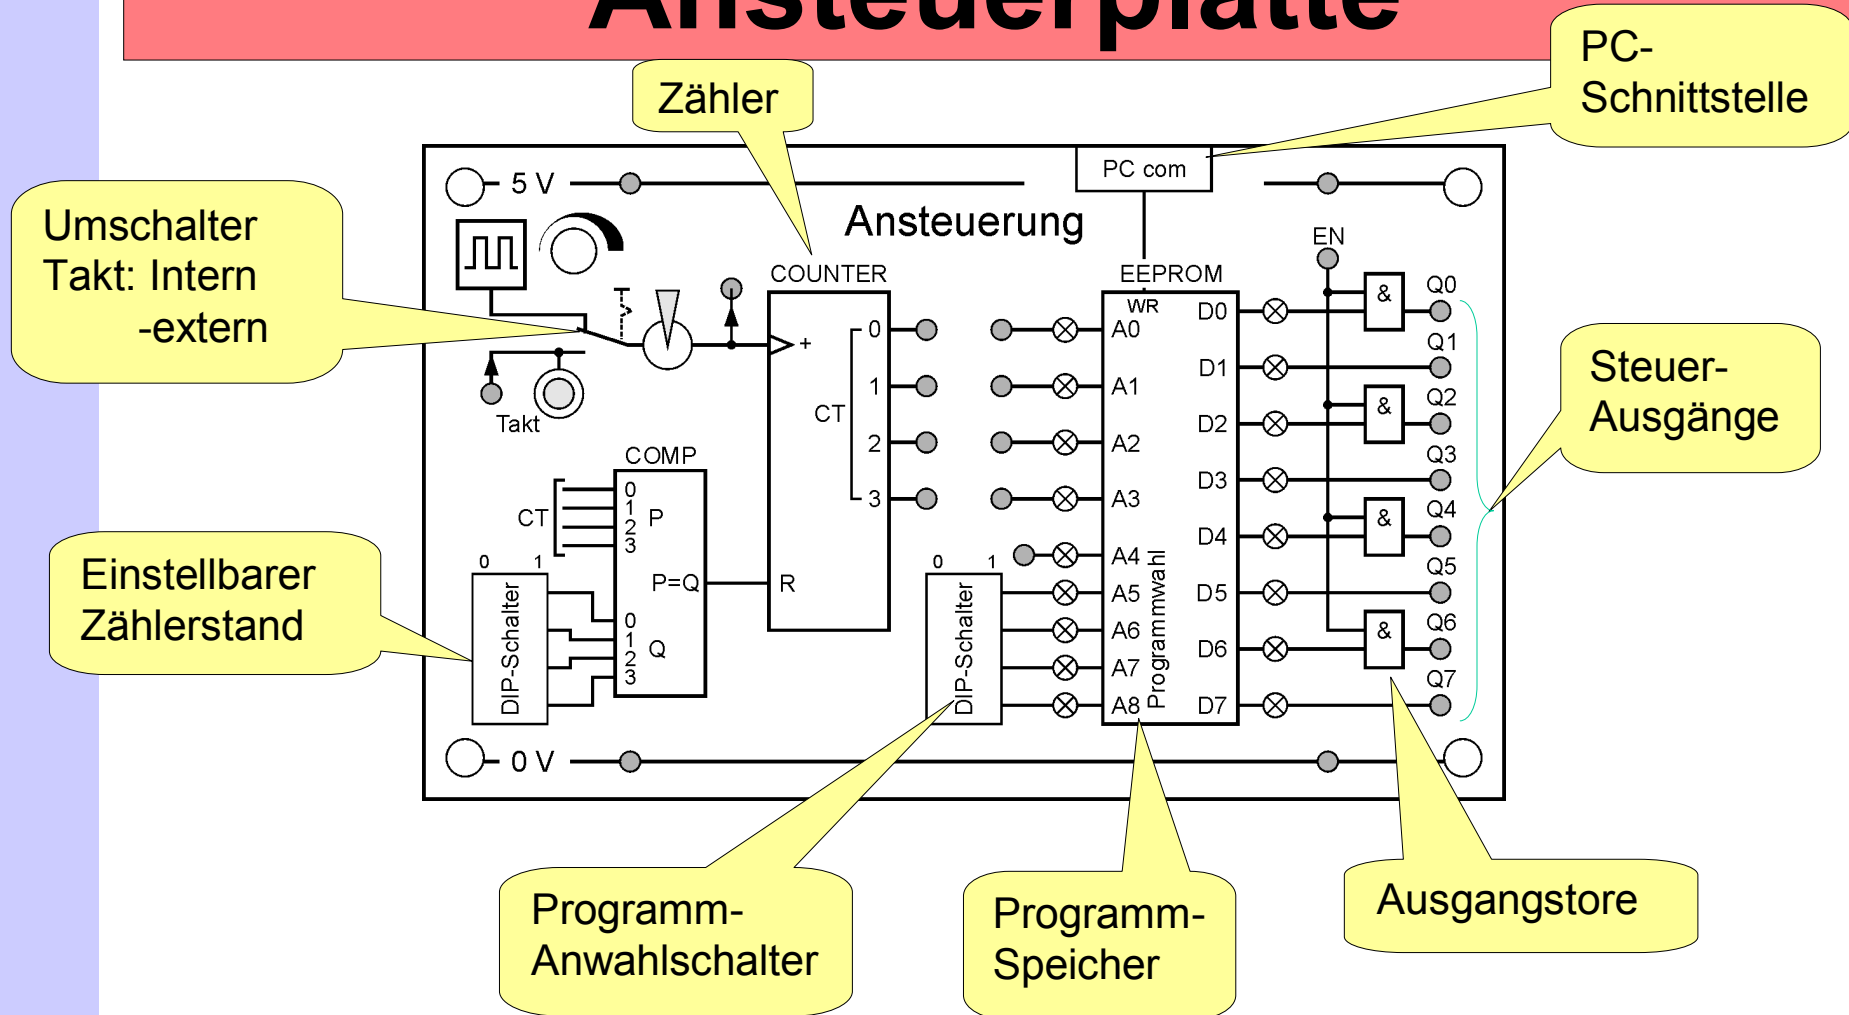 Ansteuerplatte
PC-
Schnittstelle
Zähler
Umschalter
Takt: Intern
-extern
Einstellbarer
Zählerstand
Steuer-
Ausgänge
Programm-
Anwahlschalter
Programm-
Speicher
Ausgangstore
5 V
PC com
Ansteuerung
EN
COUNTER
EEPROM
WR
+
CT
0
1
2
3
R
Takt
COMP
CT
0
1
2
3
P
P=Q
0
1
2
3
Q
0 1
DIP-Schalter
0 1
DIP-Schalter
A0
A1
A2
A3
A4
A5
A6
A7
A8
Programmwahl
D0
D1
D2
D3
D4
D5
D6
D7
&
&
&
&
Q0
Q1
Q2
Q3
Q4
Q5
Q6
Q7
0 V